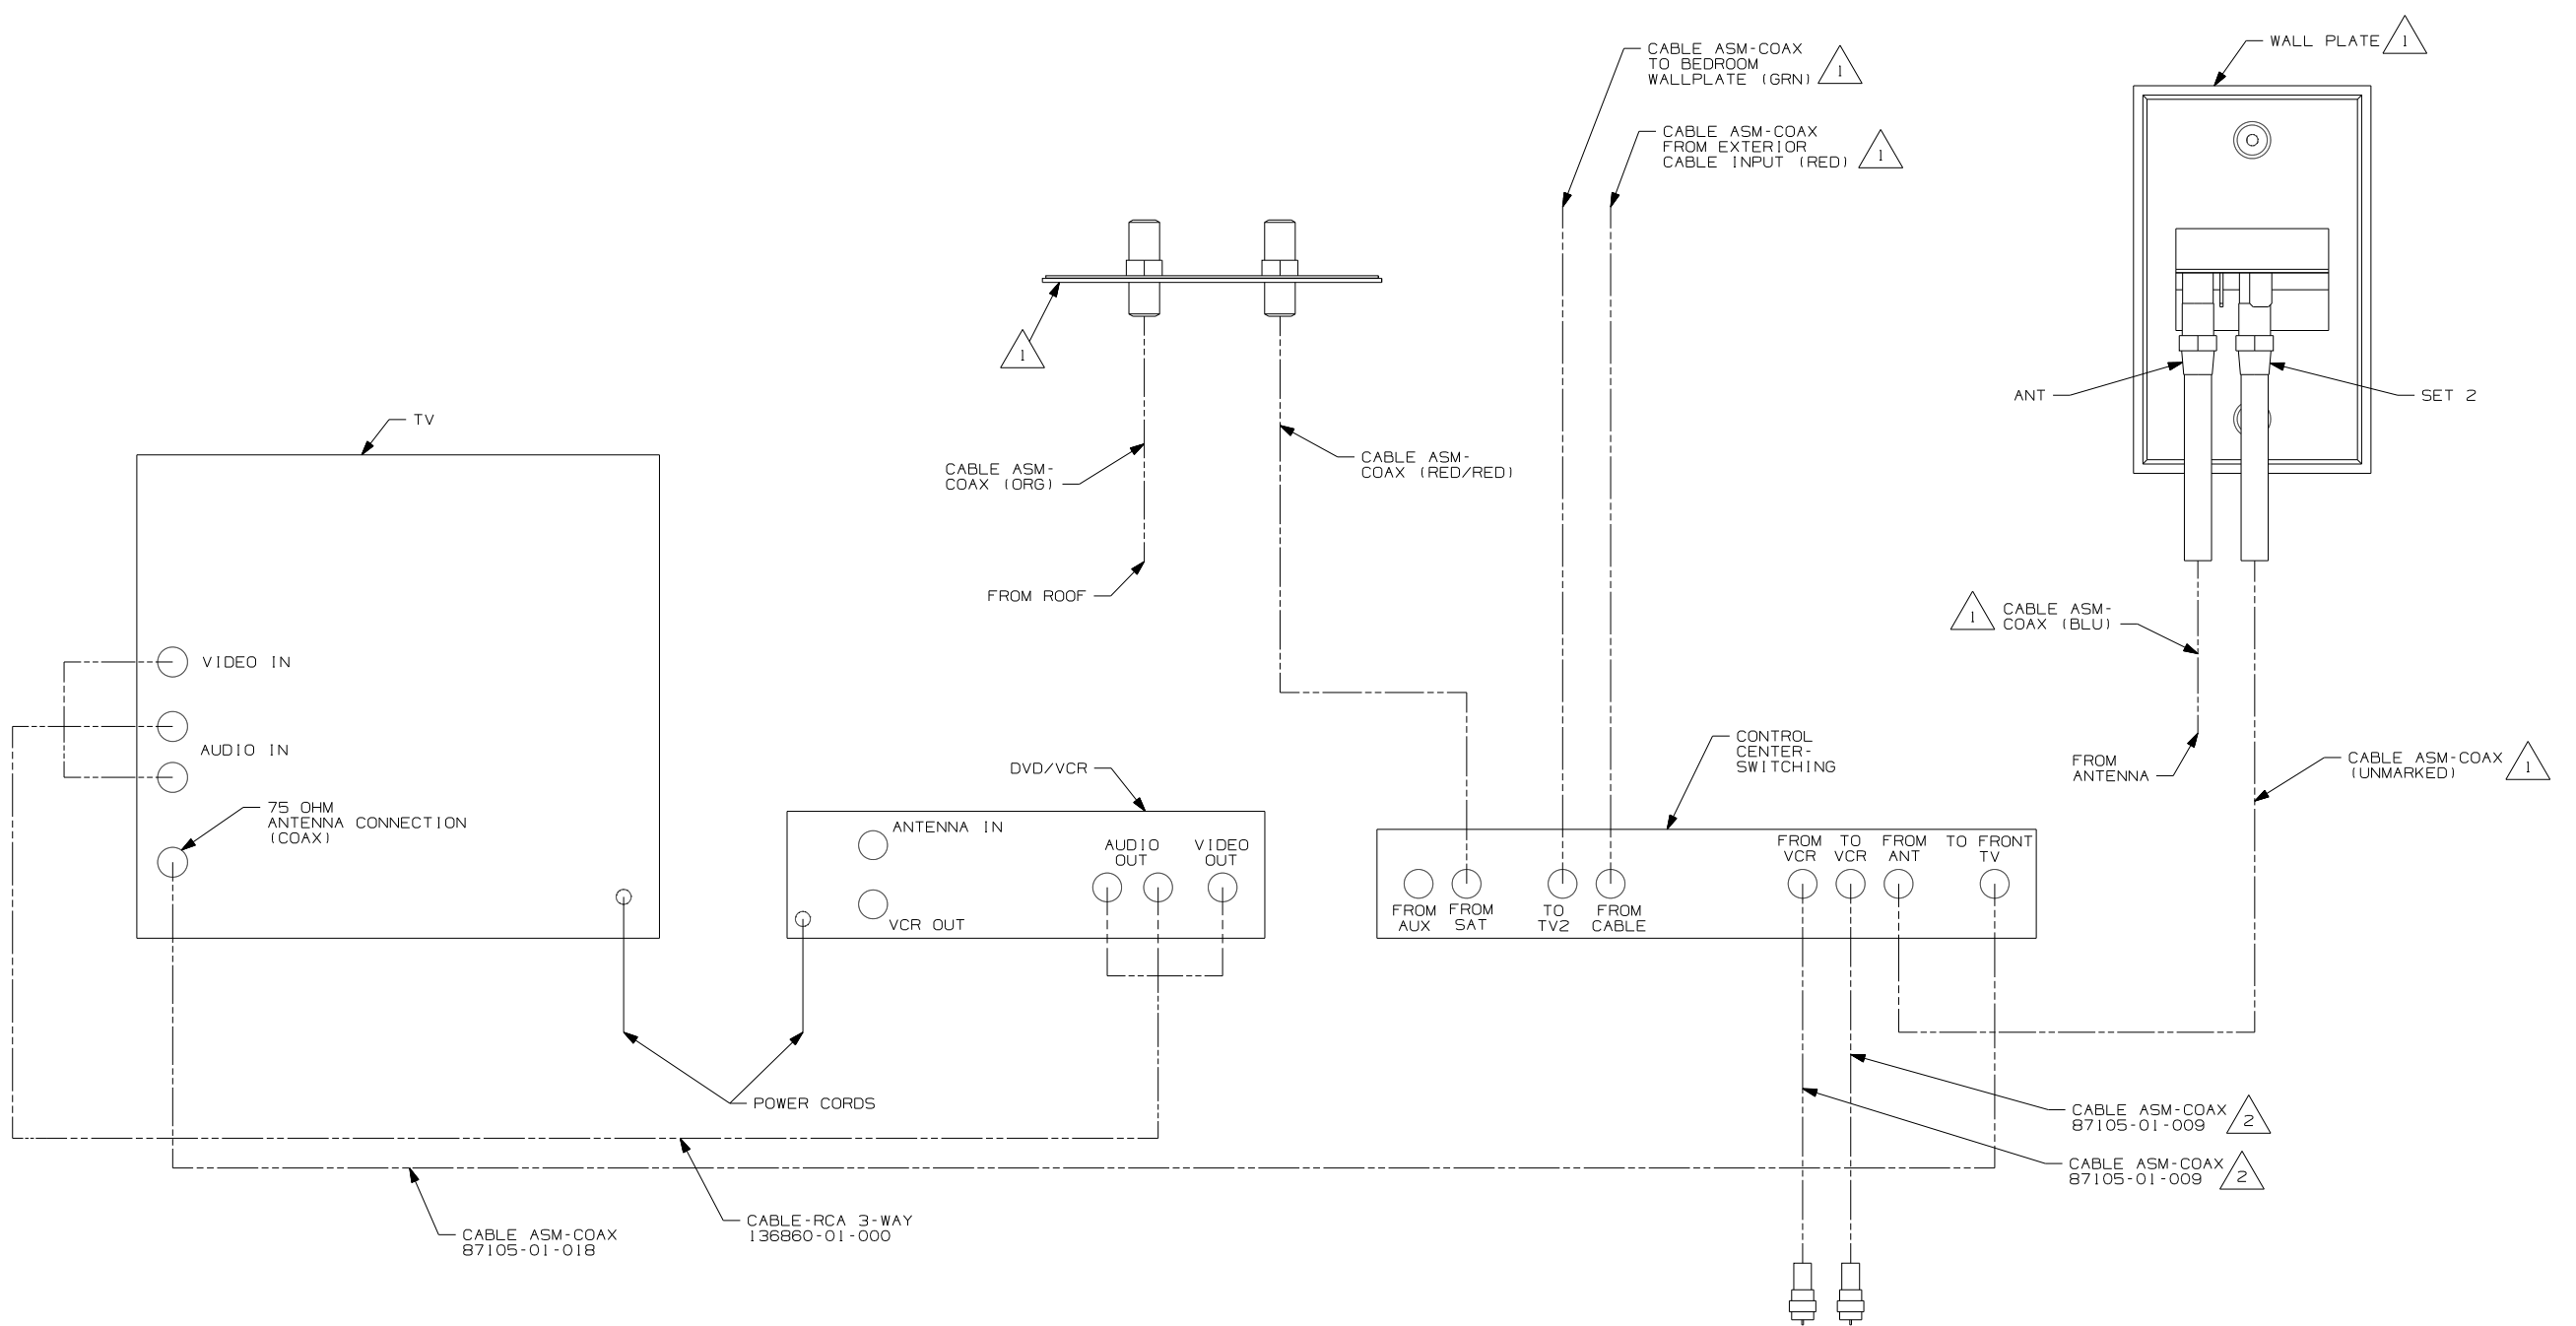 CABLE ASM-COAX
TO BEDROOM
WALLPLATE (GRN)
1
CABLE ASM-COAX
FROM EXTERIOR
CABLE INPUT (RED)
1
WALL PLATE
1
1
ANT
SET 2
TV
CABLE ASM-
COAX (ORG)
CABLE ASM-
COAX (RED/RED)
FROM ROOF
1
CABLE ASM-
COAX (BLU)
FROM
ANTENNA
CABLE ASM-COAX
(UNMARKED)
1
VIDEO IN
AUDIO IN
75 OHM
ANTENNA CONNECTION
(COAX)
DVD/VCR
ANTENNA IN
VCR OUT
AUDIO
OUT
VIDEO
OUT
CONTROL
CENTER-
SWITCHING
FROM
AUX
FROM
SAT
TO
TV2
FROM
CABLE
FROM
VCR
TO
VCR
FROM
ANT
TO FRONT
TV
POWER CORDS
CABLE ASM-COAX
87105-01-009
2
CABLE ASM-COAX
87105-01-009
2
CABLE-RCA 3-WAY
136860-01-000
CABLE ASM-COAX
87105-01-018